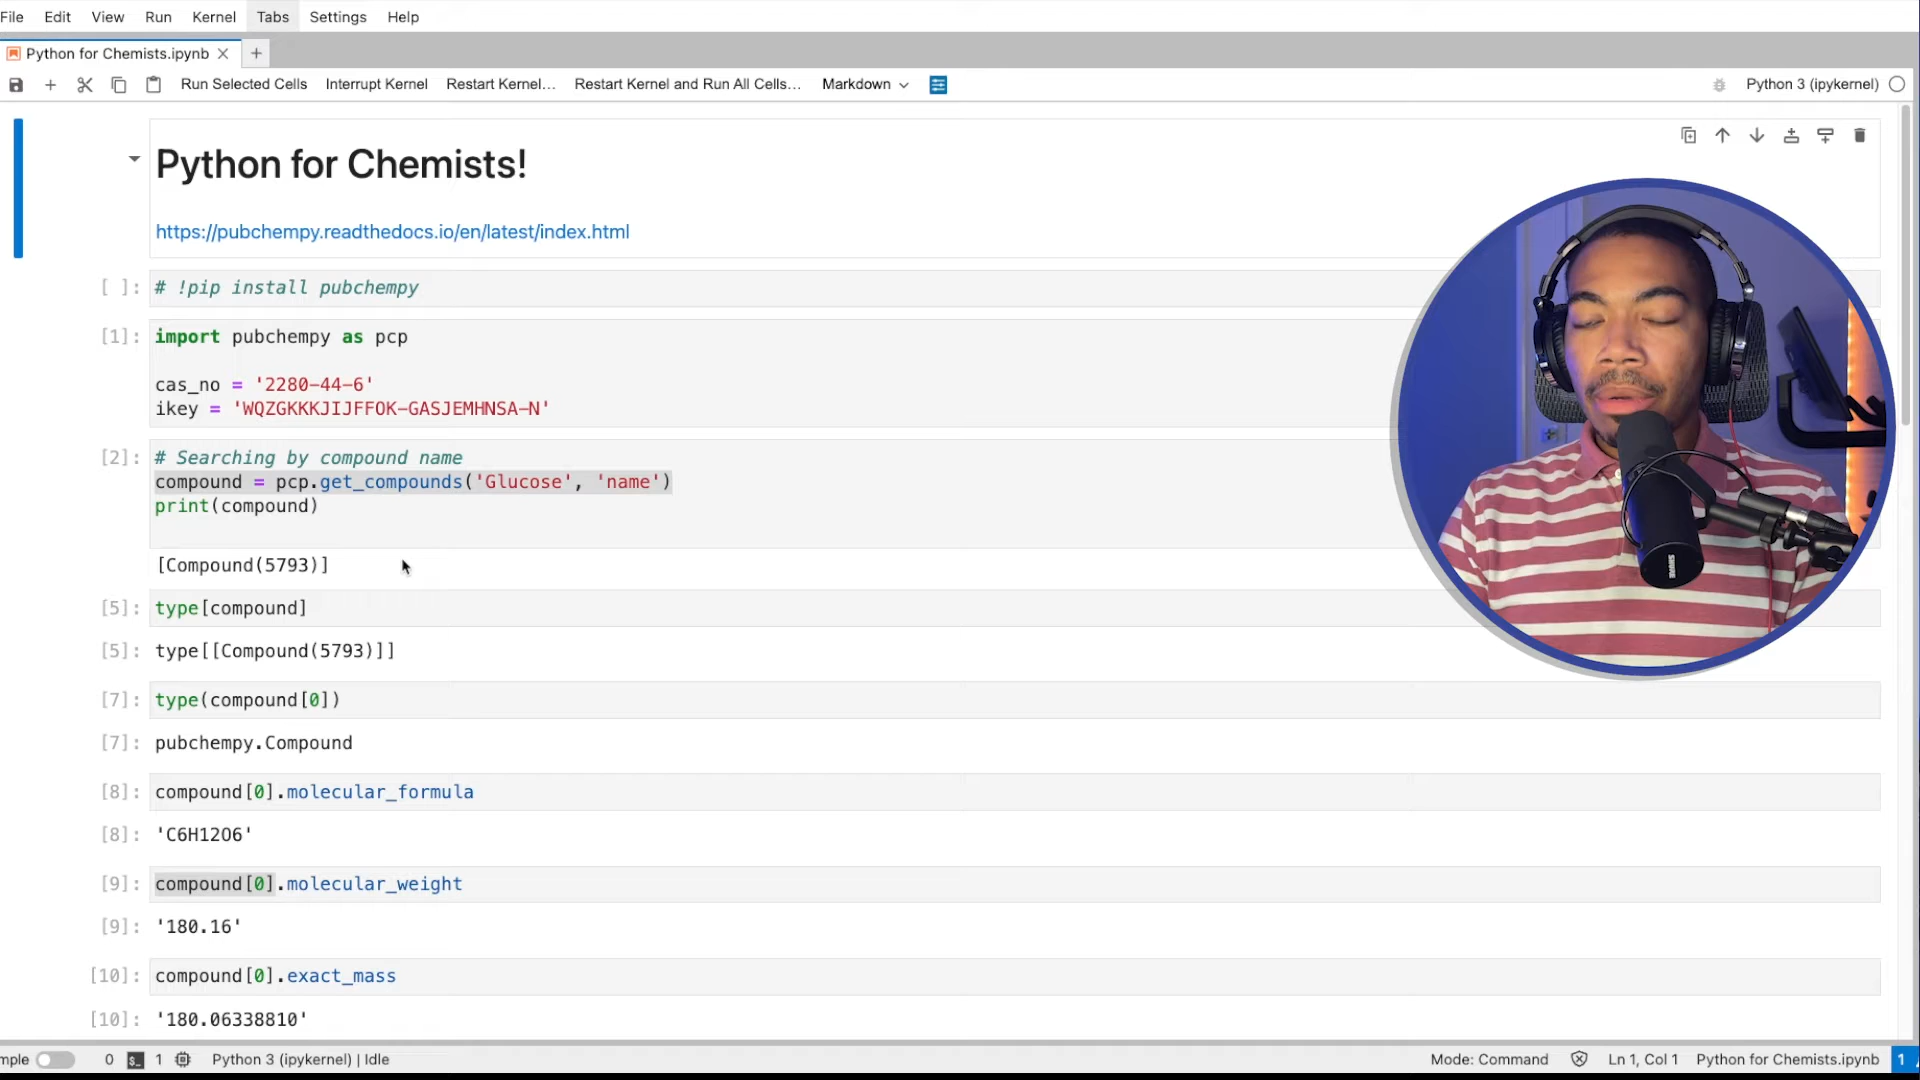 File Edit View Run Kernel Tabs Settings Help
Python for Chemists.ipynb
Run Selected Cells Interrupt Kernel Restart Kernel… Restart Kernel and Run All Cells… Markdown Python 3 (ipykernel)
Python for Chemists!
https://pubchempy.readthedocs.io/en/latest/index.html
[ ]: # !pip install pubchempy
[1]: import pubchempy as pcp
cas_no = '2280-44-6'
ikey = 'WQZGKKKJIJFFOK-GASJEMHNSA-N'
[2]: # Searching by compound name
compound = pcp.get_compounds('Glucose', 'name')
print(compound)
[Compound(5793)]
[5]: type[compound]
[5]: type[[Compound(5793)]]
[7]: type(compound[0])
[7]: pubchempy.Compound
[8]: compound[0].molecular_formula
[8]: 'C6H12O6'
[9]: compound[0].molecular_weight
[9]: '180.16'
[10]: compound[0].exact_mass
[10]: '180.06338810'
SHURE
mple 0 1 Python 3 (ipykernel) | Idle Mode: Command Ln 1, Col 1 Python for Chemists.ipynb 1